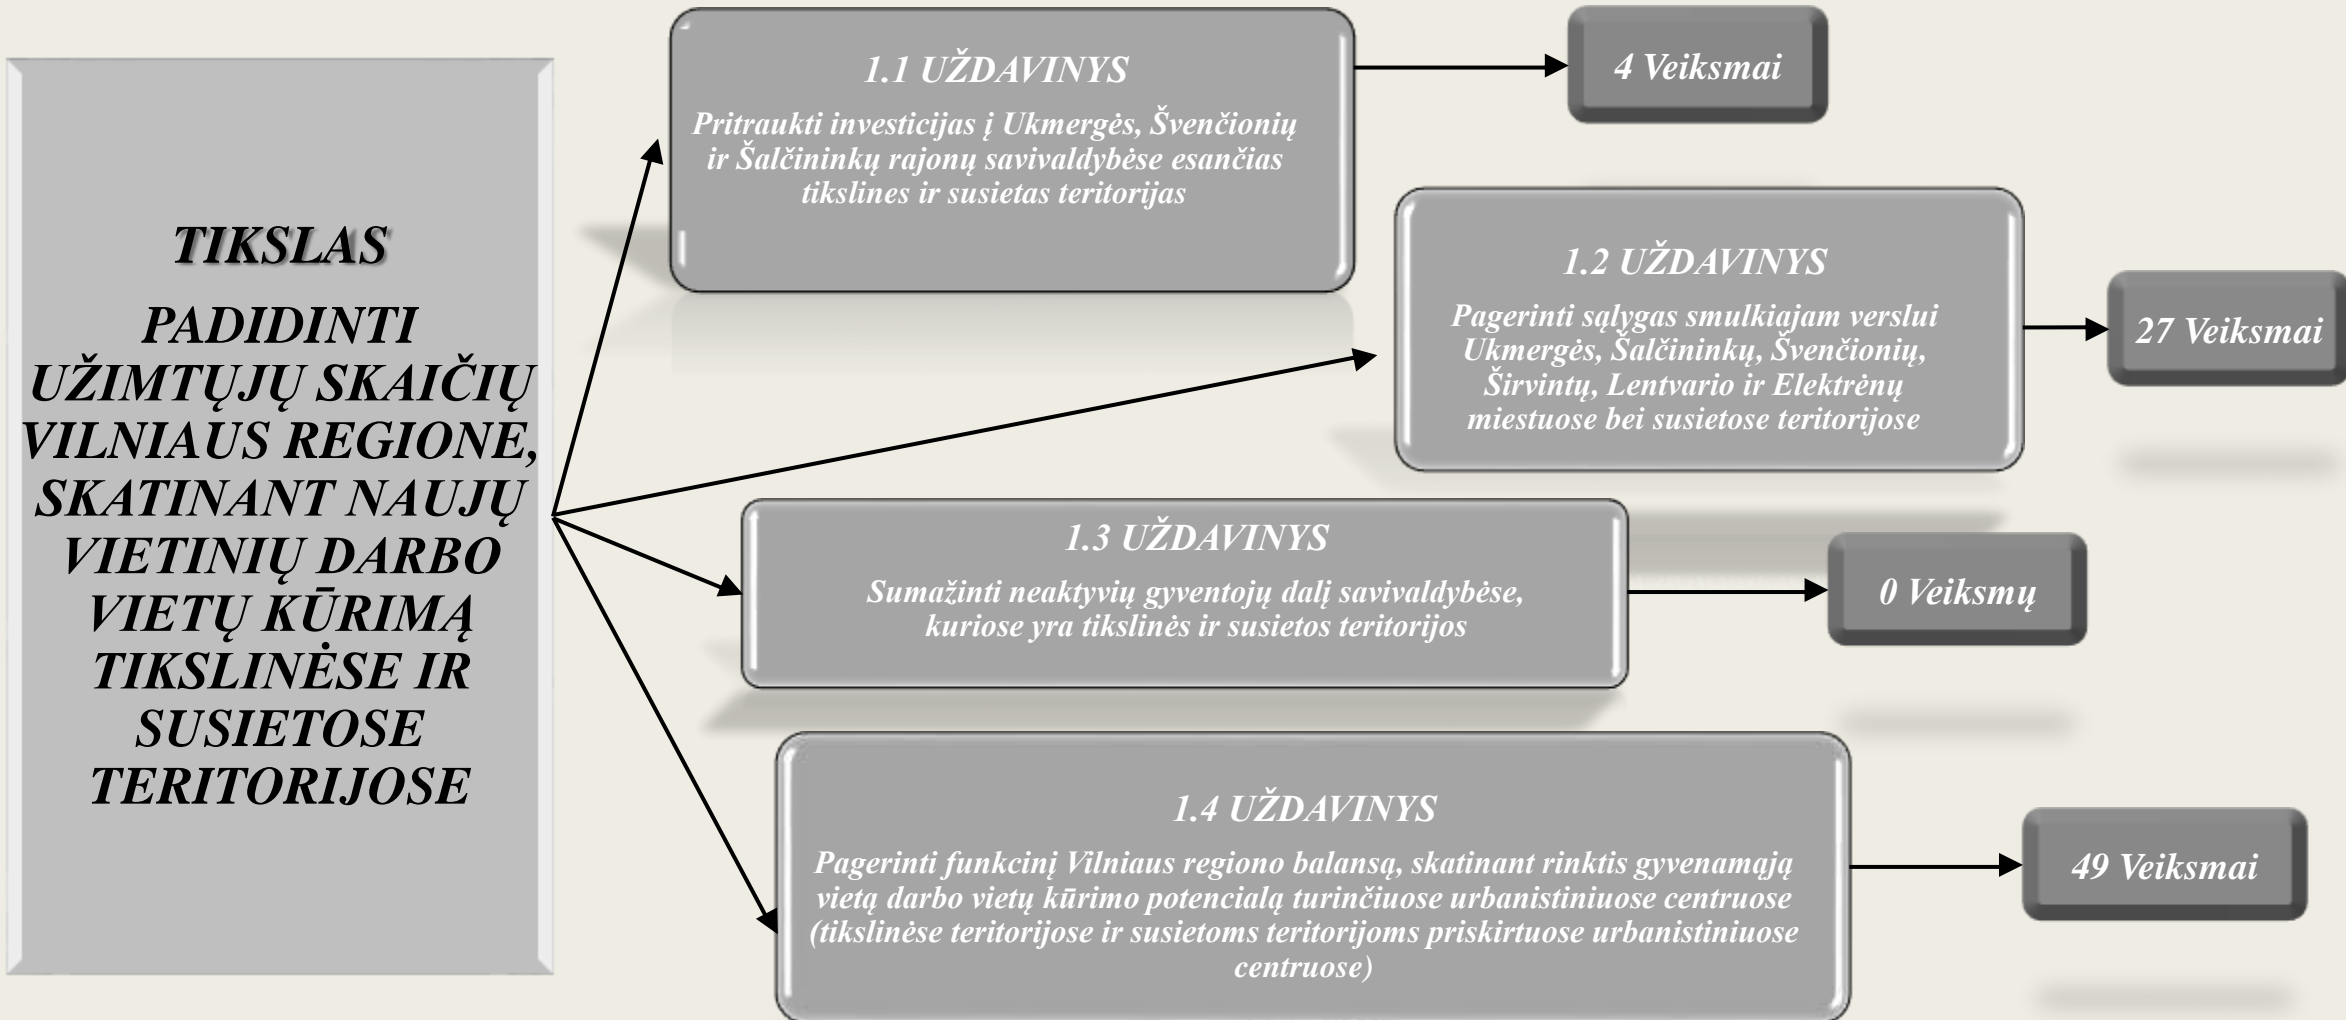 TIKSLAS
PADIDINTI
UŽIMTŲJŲ SKAIČIŲ
VILNIAUS REGIONE,
SKATINANT NAUJŲ
VIETINIŲ DARBO
VIETŲ KŪRIMĄ
TIKSLINĖSE IR
SUSIETOSE
TERITORIJOSE
1.1 UŽDAVINYS
Pritraukti investicijas į Ukmergės, Švenčionių
ir Šalčininkų rajonų savivaldybėse esančias
tikslines ir susietas teritorijas
4 Veiksmai
1.2 UŽDAVINYS
Pagerinti sąlygas smulkiajam verslui
Ukmergės, Šalčininkų, Švenčionių,
Širvintų, Lentvario ir Elektrėnų
miestuose bei susietose teritorijose
27 Veiksmai
1.3 UŽDAVINYS
Sumažinti neaktyvių gyventojų dalį savivaldybėse,
kuriose yra tikslinės ir susietos teritorijos
0 Veiksmų
1.4 UŽDAVINYS
Pagerinti funkcinį Vilniaus regiono balansą, skatinant rinktis gyvenamąją
vietą darbo vietų kūrimo potencialą turinčiuose urbanistiniuose centruose
(tikslinėse teritorijose ir susietoms teritorijoms priskirtuose urbanistiniuose
centruose)
49 Veiksmai